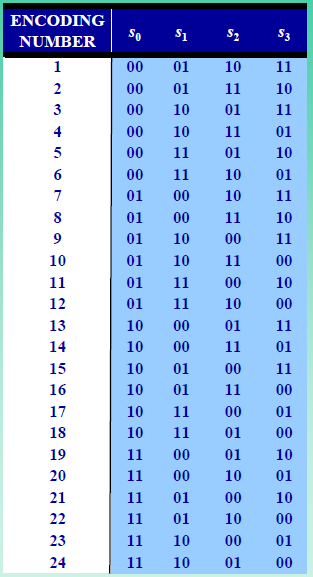 ENCODING
NUMBER s0 s1 s2 s3
1 00 01 10 11
2 00 01 11 10
3 00 10 01 11
4 00 10 11 01
5 00 11 01 10
6 00 11 10 01
7 01 00 10 11
8 01 00 11 10
9 01 10 00 11
10 01 10 11 00
11 01 11 00 10
12 01 11 10 00
13 10 00 01 11
14 10 00 11 01
15 10 01 00 11
16 10 01 11 00
17 10 11 00 01
18 10 11 01 00
19 11 00 01 10
20 11 00 10 01
21 11 01 00 10
22 11 01 10 00
23 11 10 00 01
24 11 10 01 00